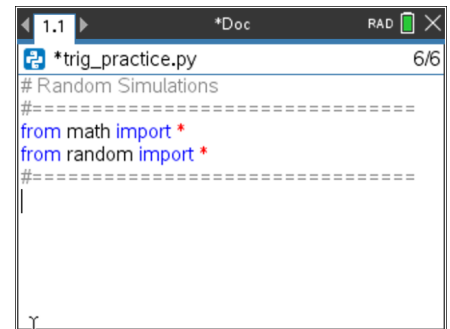 1.1 *Doc RAD
*trig_practice.py 6/6
# Random Simulations
#================================
from math import *
from random import *
#================================